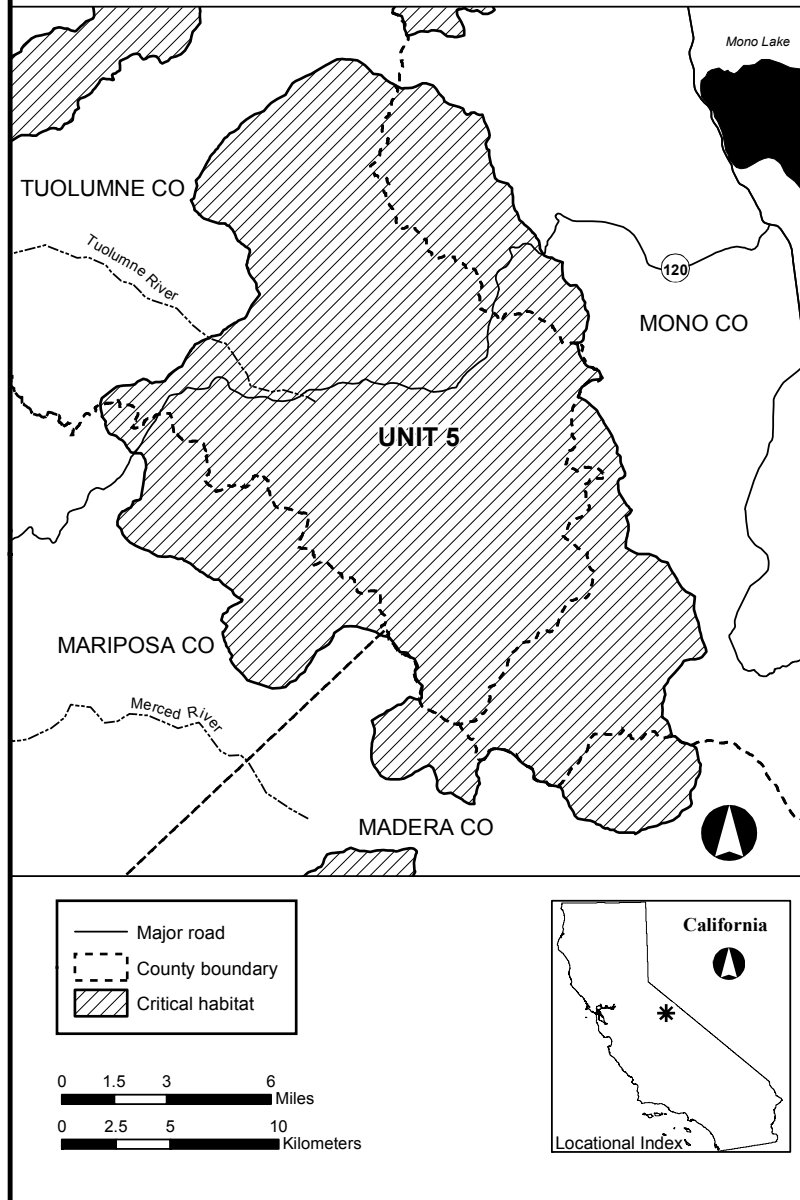 Mono Lake
TUOLUMNE CO
Tuolumne River
120
MONO CO
UNIT 5
MARIPOSA CO
Merced River
MADERA CO
Major road
County boundary
Critical habitat
California
0 1.5 3 6
Miles
0 2.5 5 10
Kilometers
Locational Index